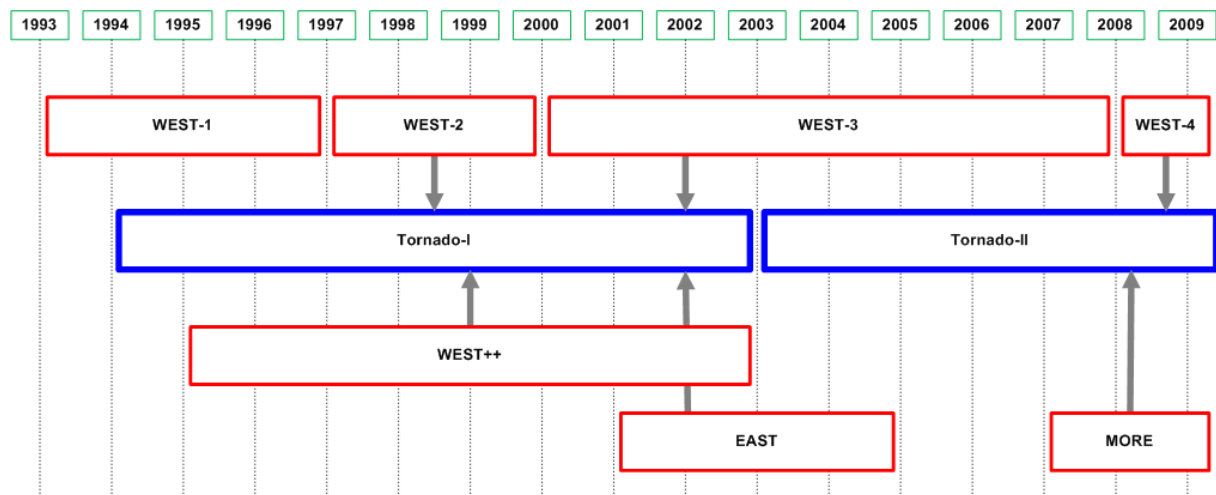 1993 1994 1995 1996 1997 1998 1999 2000 2001 2002 2003 2004 2005 2006 2007 2008 2009
WEST-1 WEST-2 WEST-3 WEST-4
Tornado-I Tornado-II
WEST++
EAST MORE